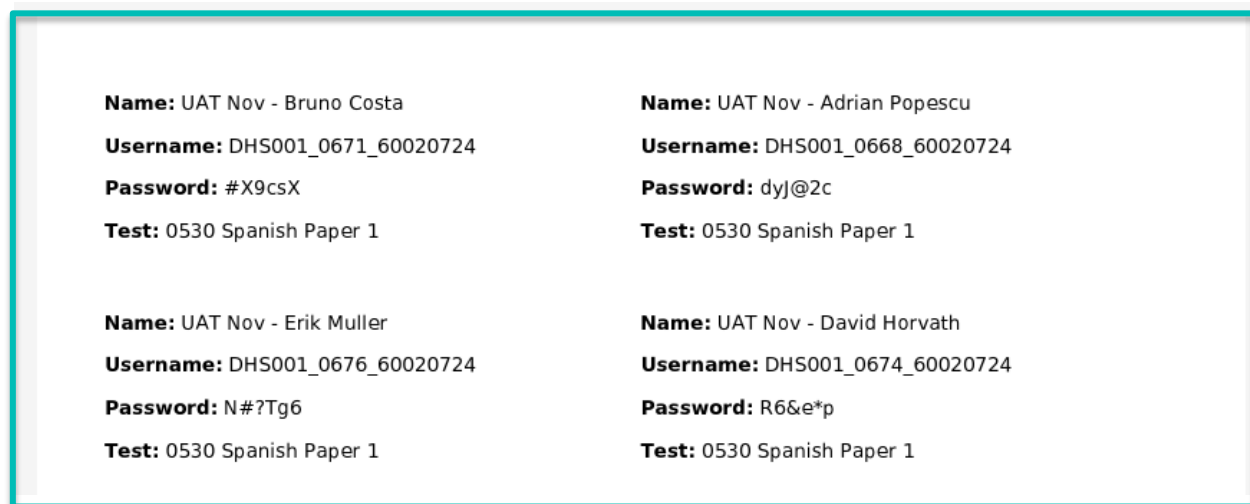 Name: UAT Nov - Bruno Costa
Username: DHS001_0671_60020724
Password: #X9csX
Test: 0530 Spanish Paper 1
Name: UAT Nov - Adrian Popescu
Username: DHS001_0668_60020724
Password: dyJ@2c
Test: 0530 Spanish Paper 1
Name: UAT Nov - Erik Muller
Username: DHS001_0676_60020724
Password: N#?Tg6
Test: 0530 Spanish Paper 1
Name: UAT Nov - David Horvath
Username: DHS001_0674_60020724
Password: R6&e*p
Test: 0530 Spanish Paper 1